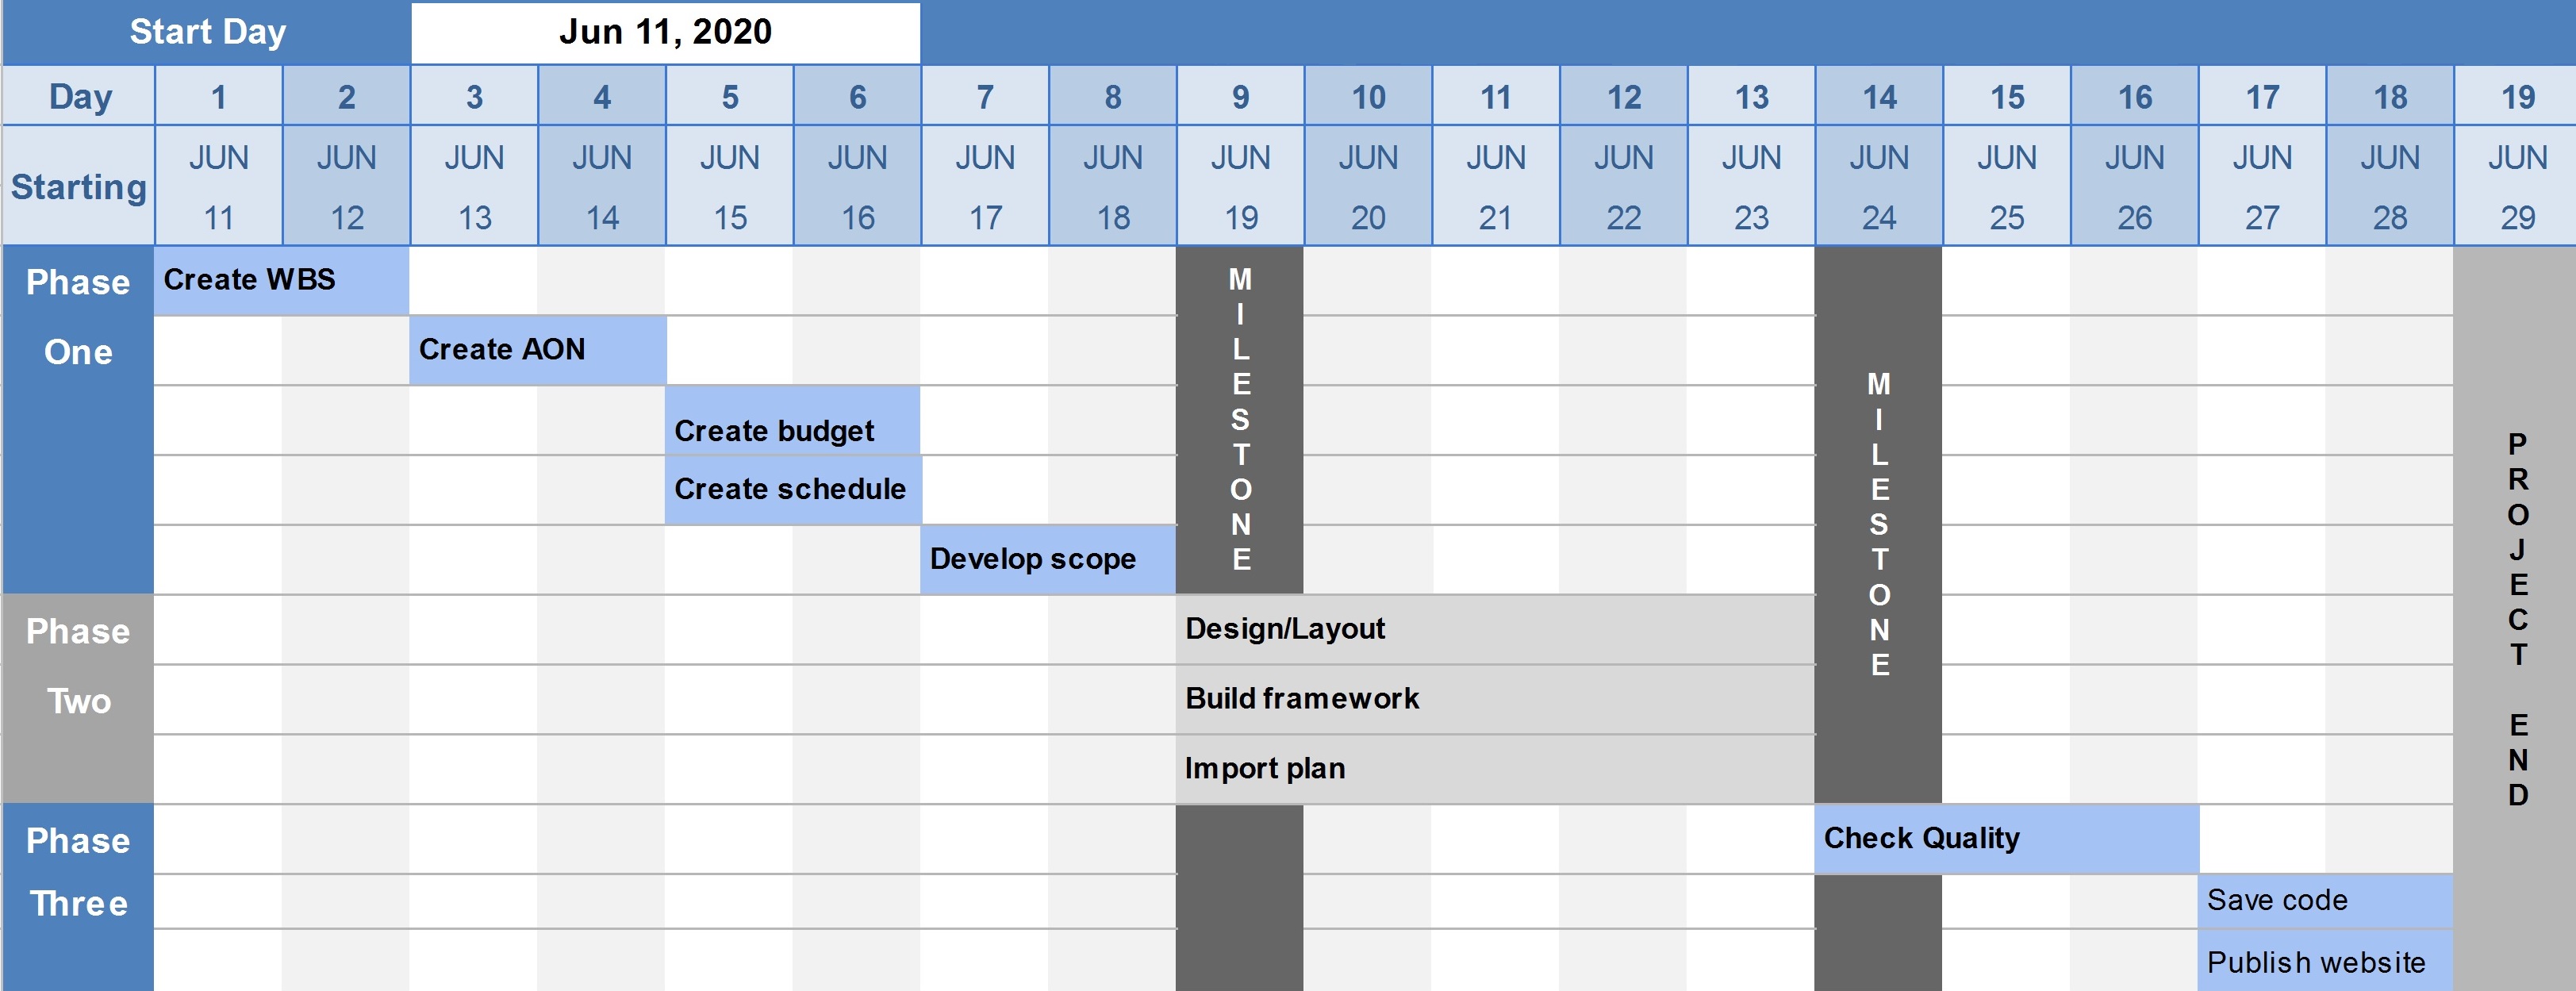 Start Day Jun 11, 2020
Day 1 2 3 4 5 6 7 8 9 10 11 12 13 14 15 16 17 18 19
Starting JUN JUN JUN JUN JUN JUN JUN JUN JUN JUN JUN JUN JUN JUN JUN JUN JUN JUN JUN
11 12 13 14 15 16 17 18 19 20 21 22 23 24 25 26 27 28 29
Phase One
Create WBS
Create AON
Create budget
Create schedule
Develop scope
MILESTONE
MILESTONE
PROJECT END
Phase Two
Design/Layout
Build framework
Import plan
Phase Three
Check Quality
Save code
Publish website